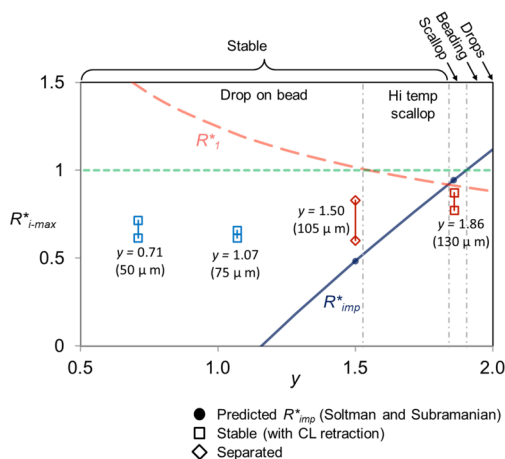 Stable
Scallop
Beading
Drops
1.5
Drop on bead
Hi temp
scallop
R*1
1
R*i-max
y = 0.71
(50 µ m)
y = 1.07
(75 µ m)
y = 1.50
(105 µ m)
y = 1.86
(130 µ m)
0.5
R*imp
0
0.5
1.0
1.5
2.0
y
Predicted R*imp (Soltman and Subramanian)
Stable (with CL retraction)
Separated